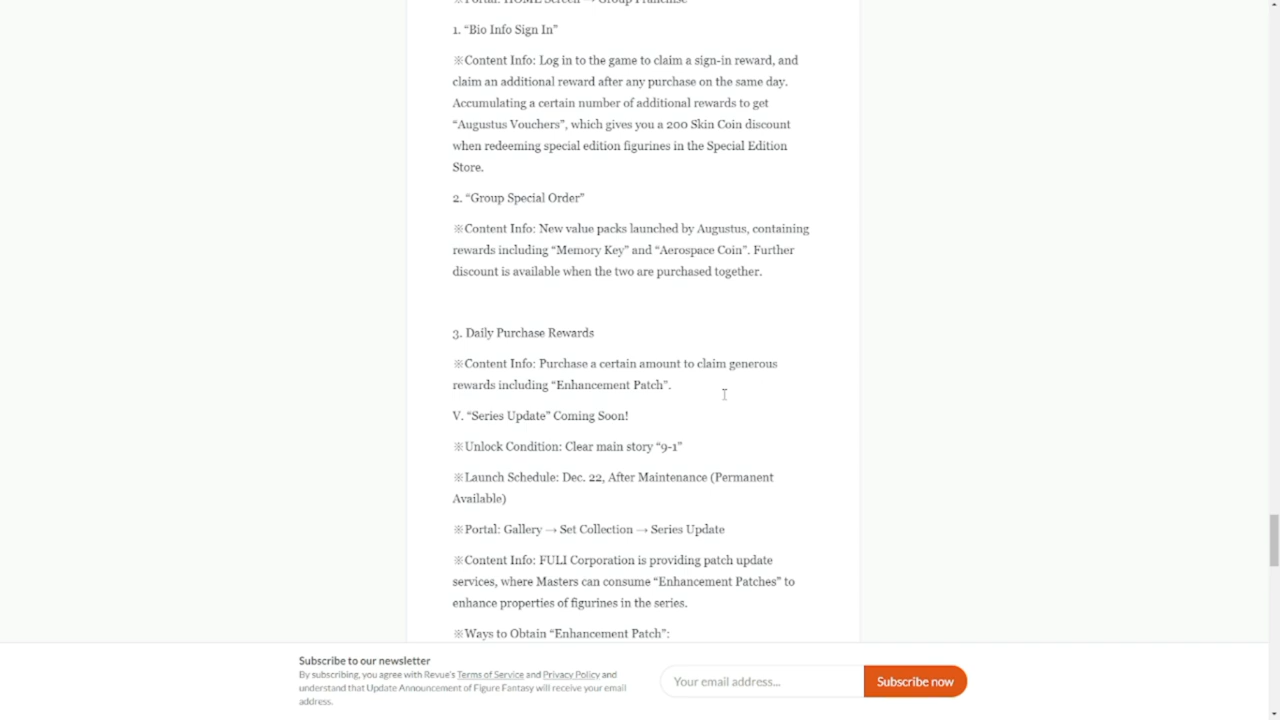 ※Portal: HOME Screen → Group Franchise
1. “Bio Info Sign In”
※Content Info: Log in to the game to claim a sign-in reward, and
claim an additional reward after any purchase on the same day.
Accumulating a certain number of additional rewards to get
“Augustus Vouchers”, which gives you a 200 Skin Coin discount
when redeeming special edition figurines in the Special Edition
Store.
2. “Group Special Order”
※Content Info: New value packs launched by Augustus, containing
rewards including “Memory Key” and “Aerospace Coin”. Further
discount is available when the two are purchased together.
3. Daily Purchase Rewards
※Content Info: Purchase a certain amount to claim generous
rewards including “Enhancement Patch”.
V. “Series Update” Coming Soon!
※Unlock Condition: Clear main story “9-1”
※Launch Schedule: Dec. 22, After Maintenance (Permanent
Available)
※Portal: Gallery → Set Collection → Series Update
※Content Info: FULI Corporation is providing patch update
services, where Masters can consume “Enhancement Patches” to
enhance properties of figurines in the series.
※Ways to Obtain “Enhancement Patch”:
Subscribe to our newsletter
By subscribing, you agree with Revue's Terms of Service and Privacy Policy and
understand that Update Announcement of Figure Fantasy will receive your email
address.
Your email address...
Subscribe now